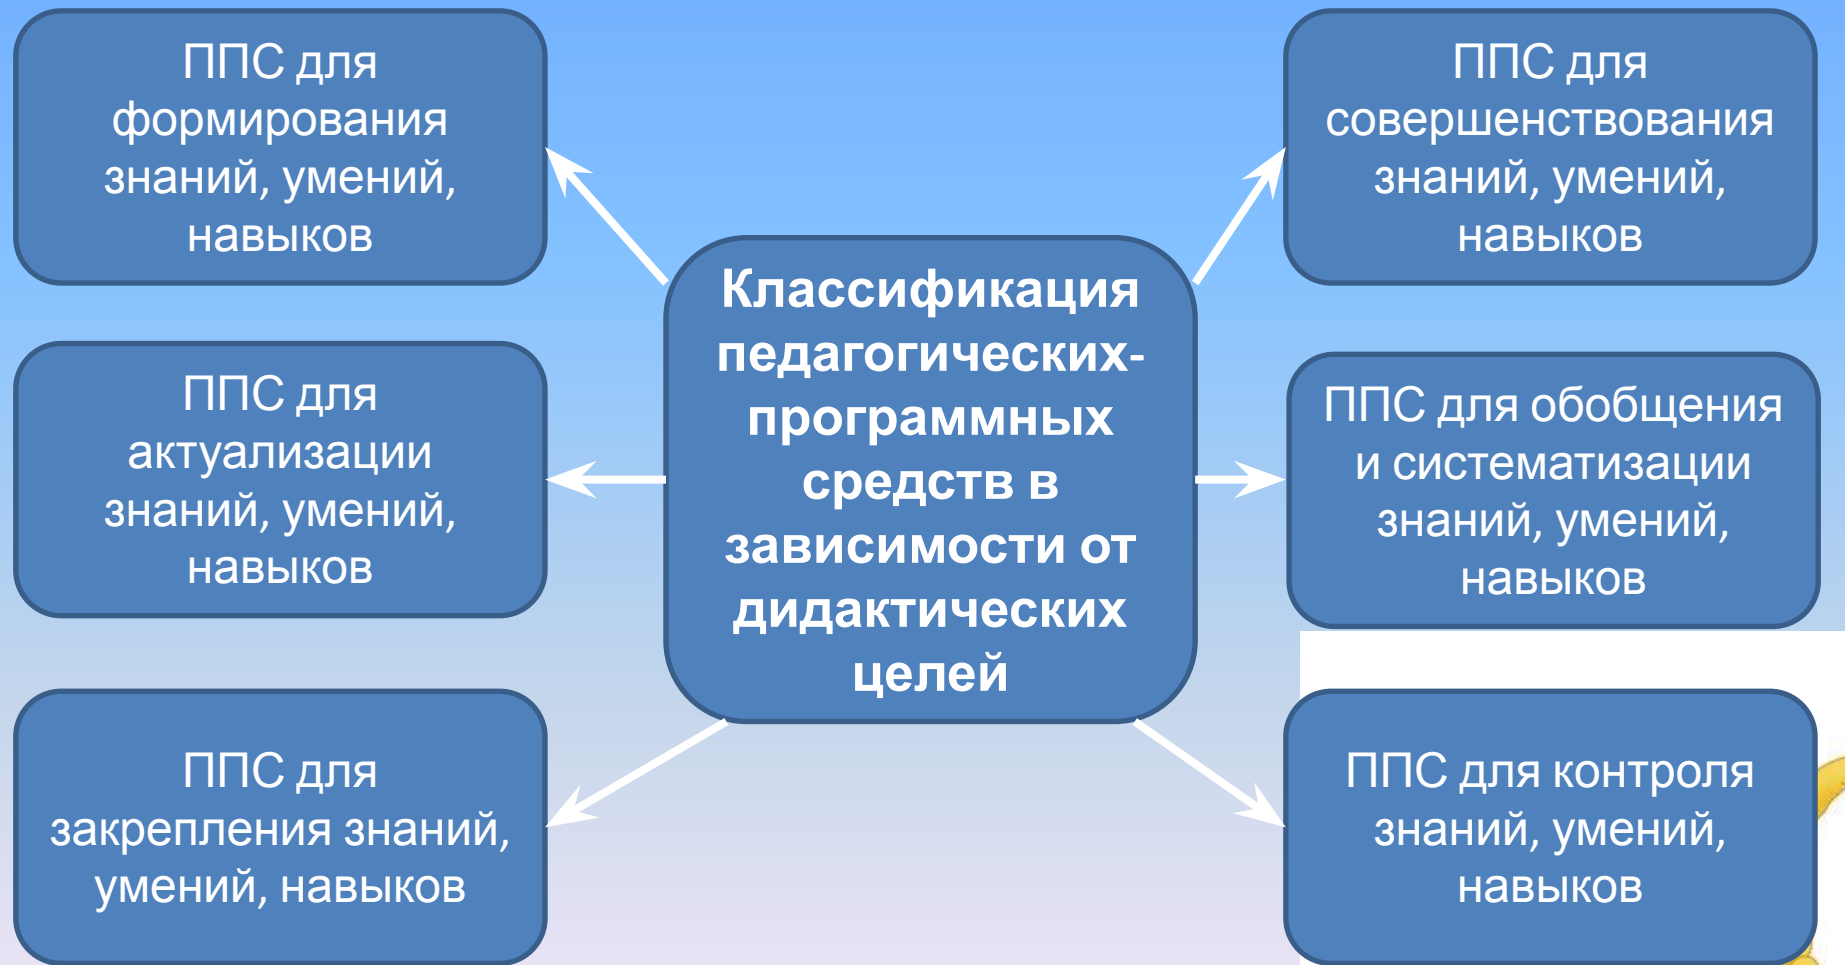 ППС для
формирования
знаний, умений,
навыков
ППС для
актуализации
знаний, умений,
навыков
ППС для
закрепления знаний,
умений, навыков
Классификация
педагогических-
программных
средств в
зависимости от
дидактических
целей
ППС для
совершенствования
знаний, умений,
навыков
ППС для обобщения
и систематизации
знаний, умений,
навыков
ППС для контроля
знаний, умений,
навыков